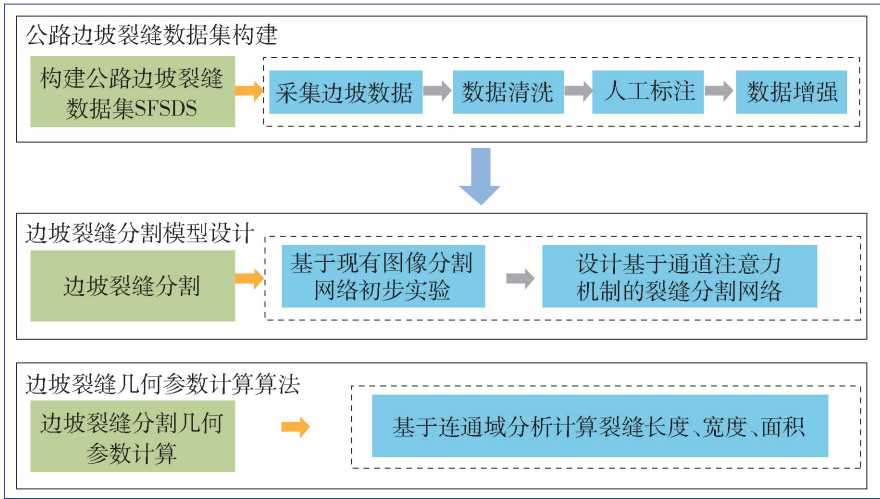 公路边坡裂缝数据集构建
构建公路边坡裂缝
数据集SFSDS
采集边坡数据
数据清洗
人工标注
数据增强
边坡裂缝分割模型设计
边坡裂缝分割
基于现有图像分割
网络初步实验
设计基于通道注意力
机制的裂缝分割网络
边坡裂缝几何参数计算算法
边坡裂缝分割几何
参数计算
基于连通域分析计算裂缝长度、宽度、面积